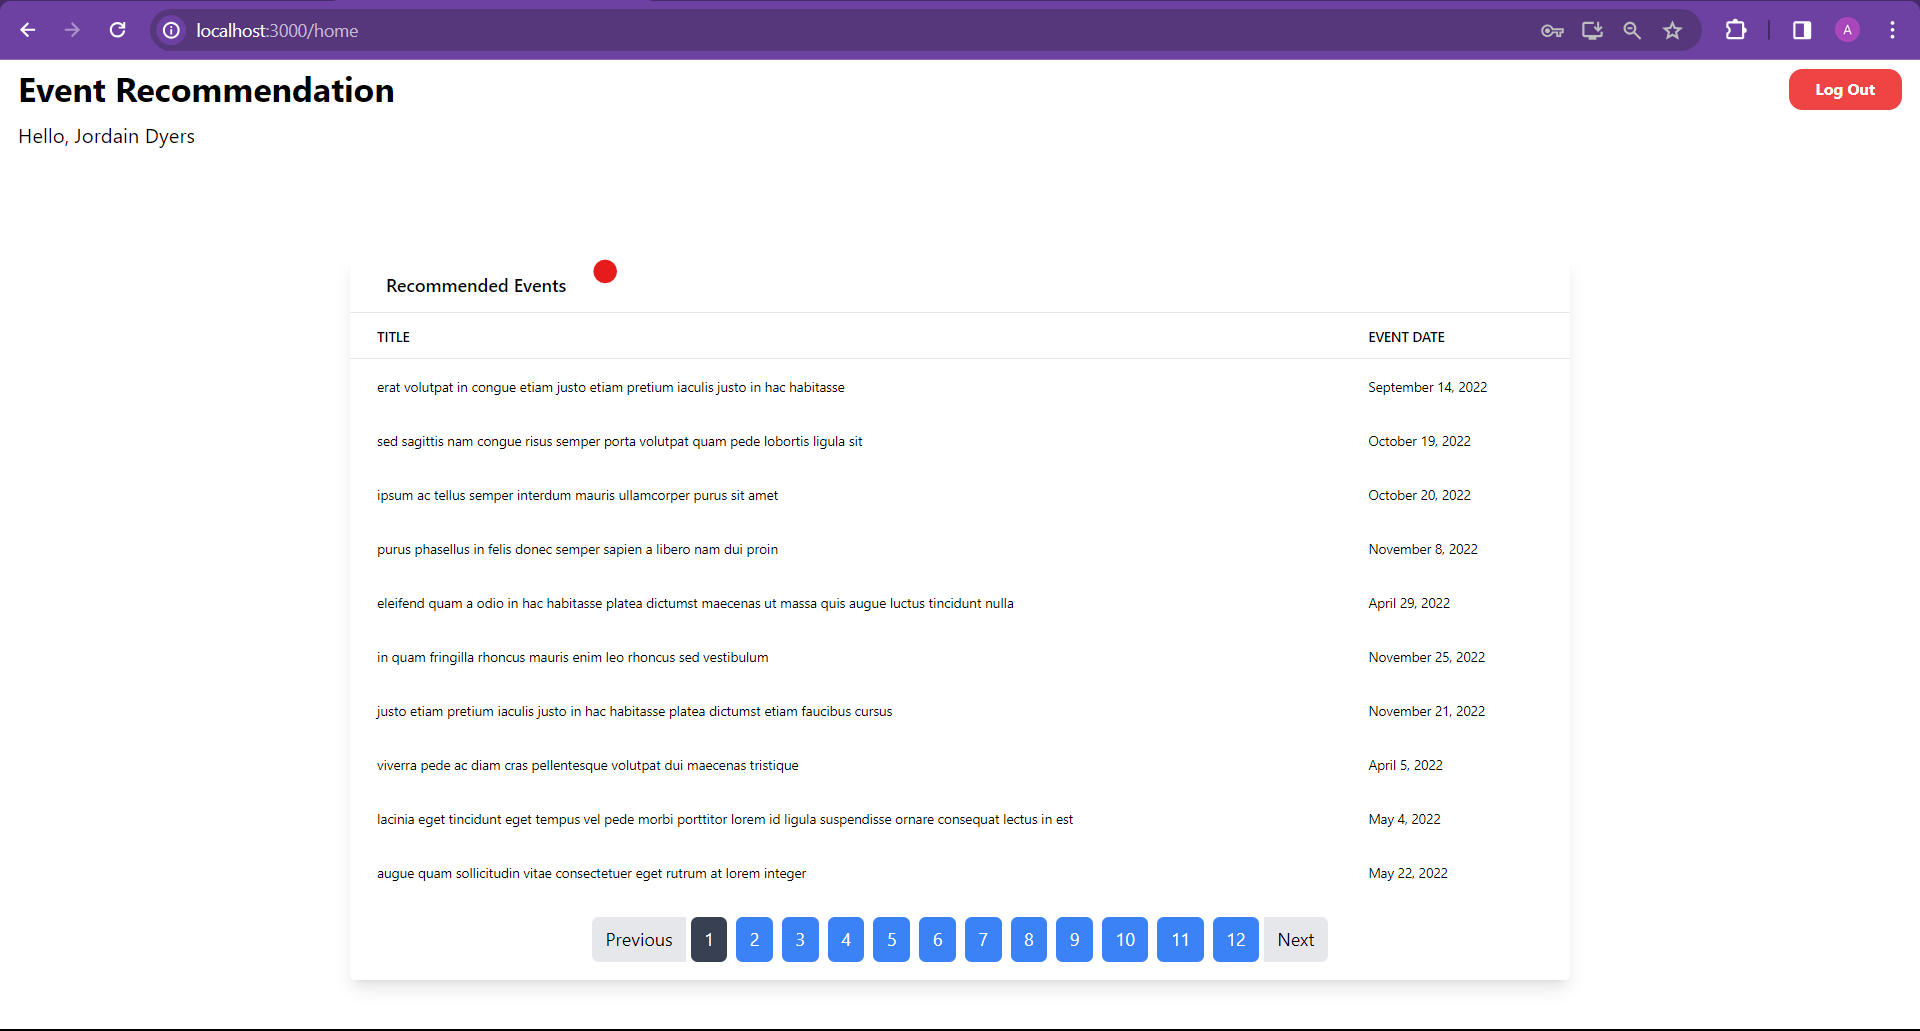 localhost:3000/home
A
Event Recommendation
Log Out
Hello, Jordain Dyers
Recommended Events
TITLE EVENT DATE
erat volutpat in congue etiam justo etiam pretium iaculis justo in hac habitasse September 14, 2022
sed sagittis nam congue risus semper porta volutpat quam pede lobortis ligula sit October 19, 2022
ipsum ac tellus semper interdum mauris ullamcorper purus sit amet October 20, 2022
purus phasellus in felis donec semper sapien a libero nam dui proin November 8, 2022
eleifend quam a odio in hac habitasse platea dictumst maecenas ut massa quis augue luctus tincidunt nulla April 29, 2022
in quam fringilla rhoncus mauris enim leo rhoncus sed vestibulum November 25, 2022
justo etiam pretium iaculis justo in hac habitasse platea dictumst etiam faucibus cursus November 21, 2022
viverra pede ac diam cras pellentesque volutpat dui maecenas tristique April 5, 2022
lacinia eget tincidunt eget tempus vel pede morbi porttitor lorem id ligula suspendisse ornare consequat lectus in est May 4, 2022
augue quam sollicitudin vitae consectetuer eget rutrum at lorem integer May 22, 2022
Previous 1 2 3 4 5 6 7 8 9 10 11 12 Next